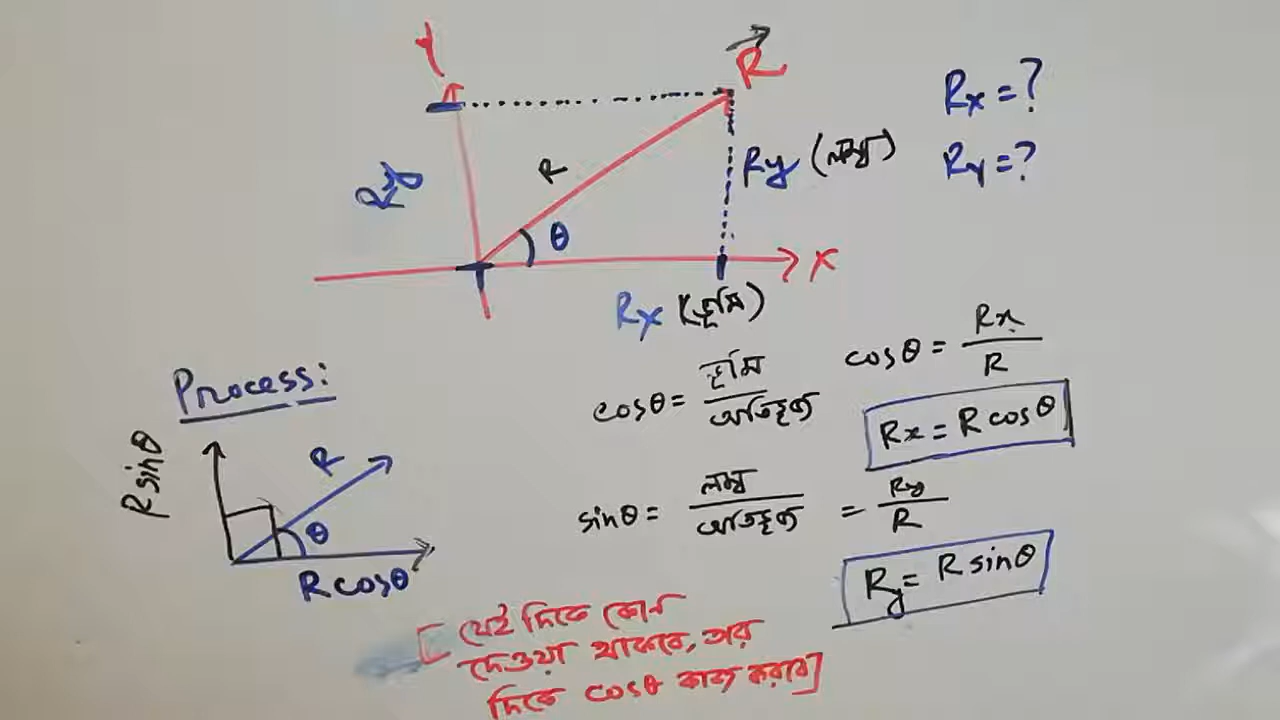 Y
R
Rx = ?
Ry = ?
R
Ry (লম্ব)
Ry
θ
X
Rx (ভূমি)
Process:
cosθ = ভূমি/অতিভুজ
cosθ = Rx/R
Rx = R cosθ
R sinθ
R
θ
R cosθ
sinθ = লম্ব/অতিভুজ = Ry/R
Ry = R sinθ
[যেই দিকে কোন
দেওয়া থাকবে, তার
দিকে cosθ কাজ করবে]